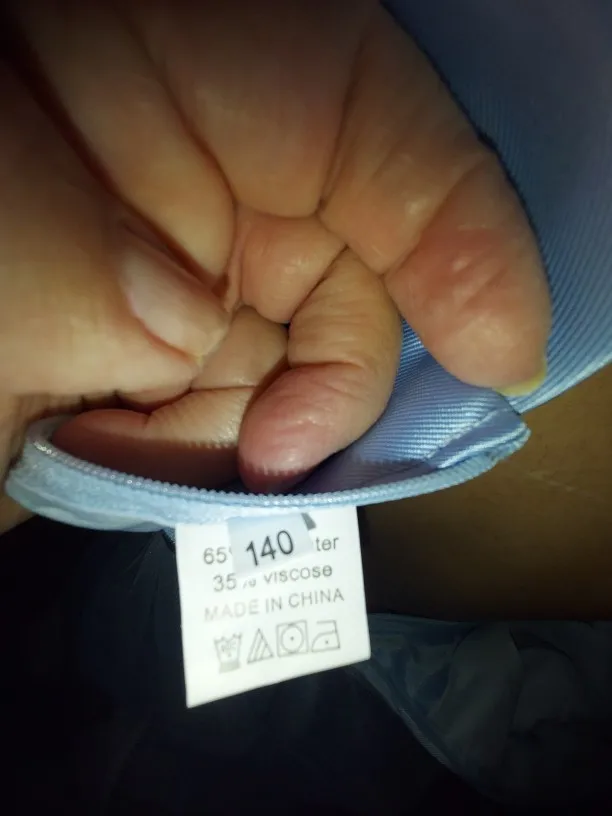 65% ter
140
35% viscose
MADE IN CHINA